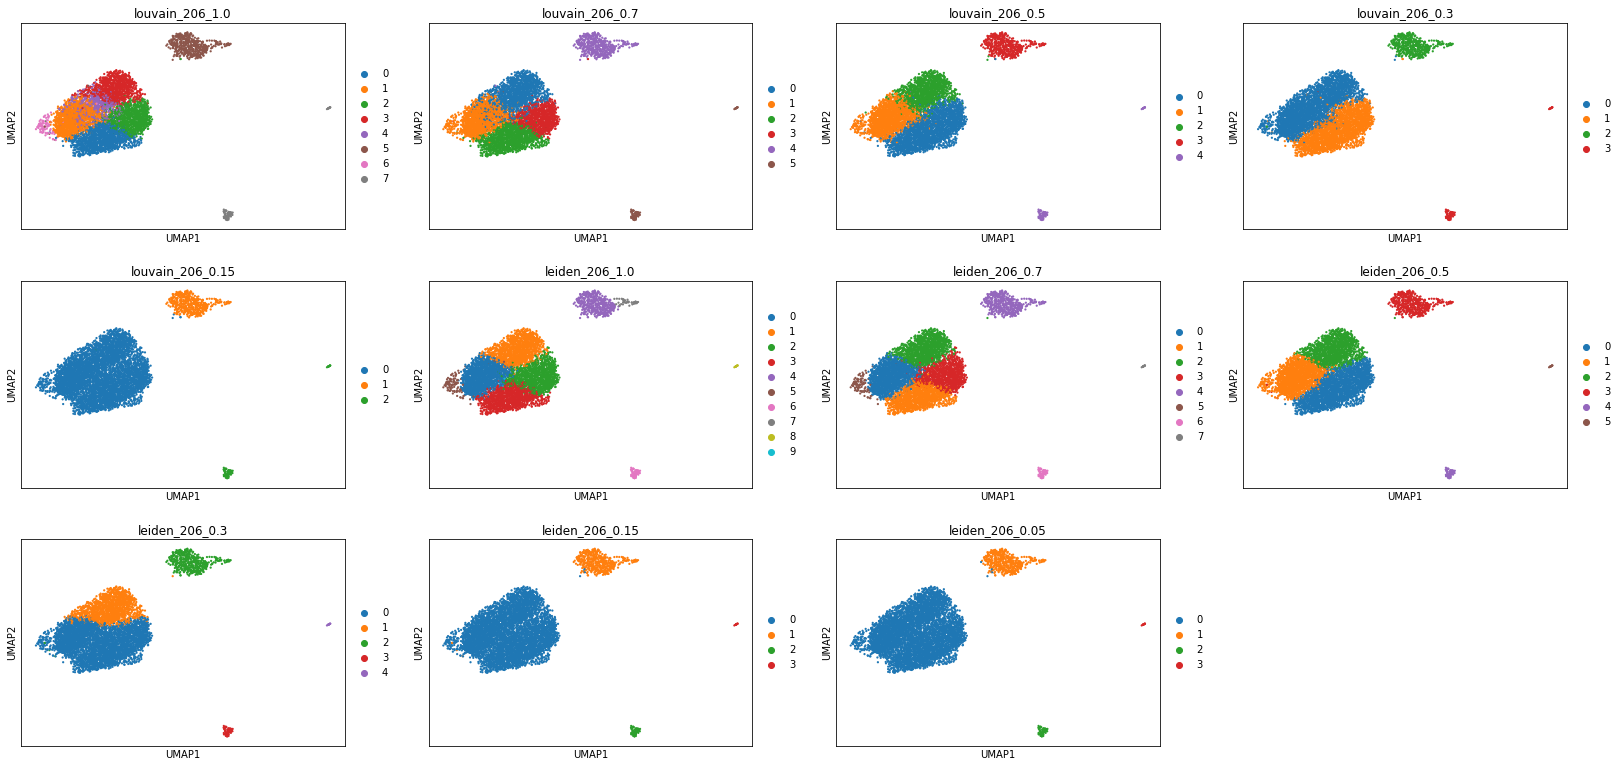 louvain_206_1.0
UMAP2
UMAP1
0
1
2
3
4
5
6
7
louvain_206_0.7
UMAP2
UMAP1
0
1
2
3
4
5
louvain_206_0.5
UMAP2
UMAP1
0
1
2
3
4
louvain_206_0.3
UMAP2
UMAP1
0
1
2
3
louvain_206_0.15
UMAP2
UMAP1
0
1
2
leiden_206_1.0
UMAP2
UMAP1
0
1
2
3
4
5
6
7
8
9
leiden_206_0.7
UMAP2
UMAP1
0
1
2
3
4
5
6
7
leiden_206_0.5
UMAP2
UMAP1
0
1
2
3
4
5
leiden_206_0.3
UMAP2
UMAP1
0
1
2
3
4
leiden_206_0.15
UMAP2
UMAP1
0
1
2
3
leiden_206_0.05
UMAP2
UMAP1
0
1
2
3